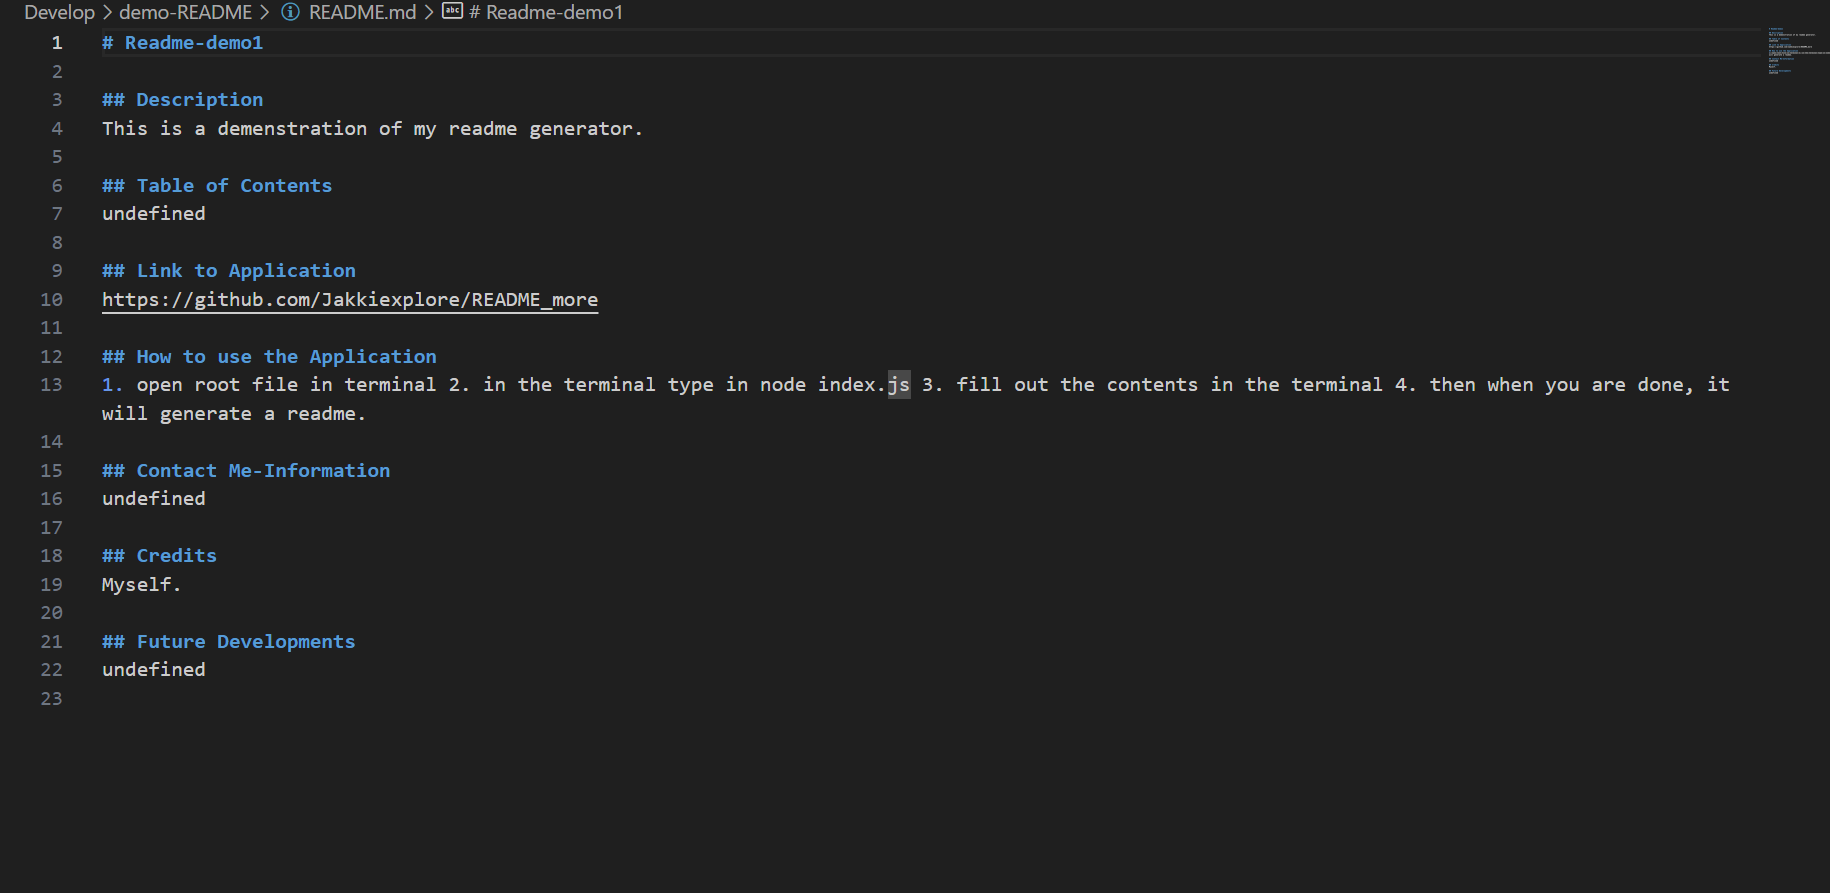 Develop > demo-README > README.md > # Readme-demo1
1 # Readme-demo1
2
3 ## Description
4 This is a demenstration of my readme generator.
5
6 ## Table of Contents
7 undefined
8
9 ## Link to Application
10 https://github.com/Jakkiexplore/README_more
11
12 ## How to use the Application
13 1. open root file in terminal 2. in the terminal type in node index.js 3. fill out the contents in the terminal 4. then when you are done, it
will generate a readme.
14
15 ## Contact Me-Information
16 undefined
17
18 ## Credits
19 Myself.
20
21 ## Future Developments
22 undefined
23